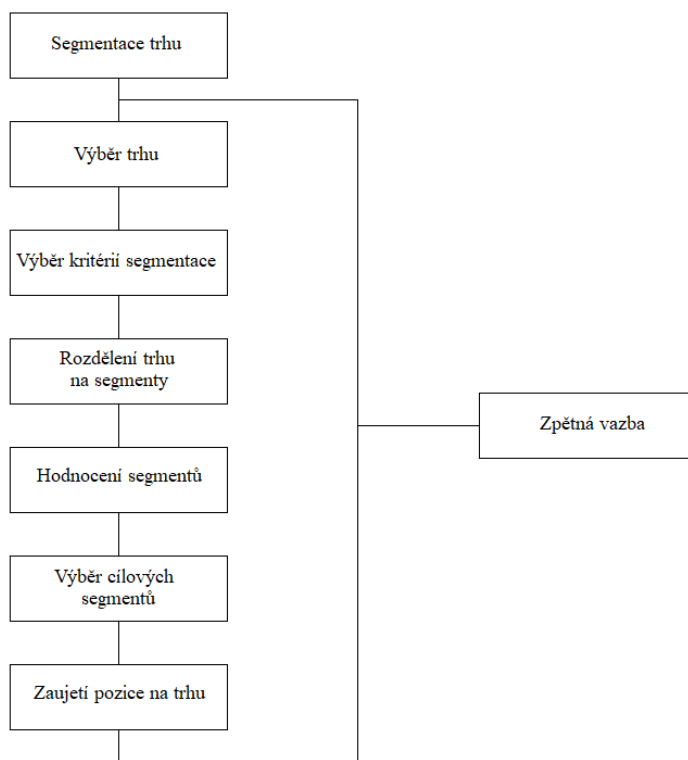 Segmentace trhu
Výběr trhu
Výběr kritérií segmentace
Rozdělení trhu
na segmenty
Zpětná vazba
Hodnocení segmentů
Výběr cílových
segmentů
Zaujetí pozice na trhu